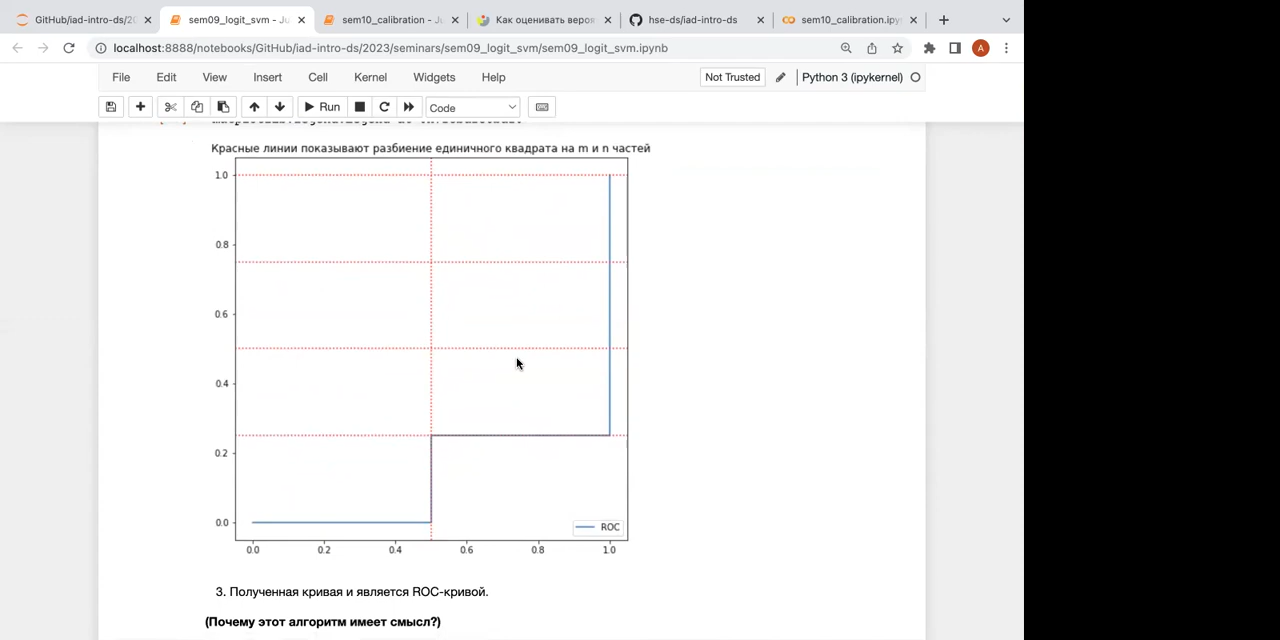 GitHub/iad-intro-ds/20
sem09_logit_svm - Ju
sem10_calibration - J
Как оценивать вероя
hse-ds/iad-intro-ds
sem10_calibration.ipy
localhost:8888/notebooks/GitHub/iad-intro-ds/2023/seminars/sem09_logit_svm/sem09_logit_svm.ipynb
A
File Edit View Insert Cell Kernel Widgets Help
Not Trusted
Python 3 (ipykernel)
Run
Code
Красные линии показывают разбиение единичного квадрата на m и n частей
1.0
0.8
0.6
0.4
0.2
0.0
ROC
0.0 0.2 0.4 0.6 0.8 1.0
3. Полученная кривая и является ROC-кривой.
(Почему этот алгоритм имеет смысл?)